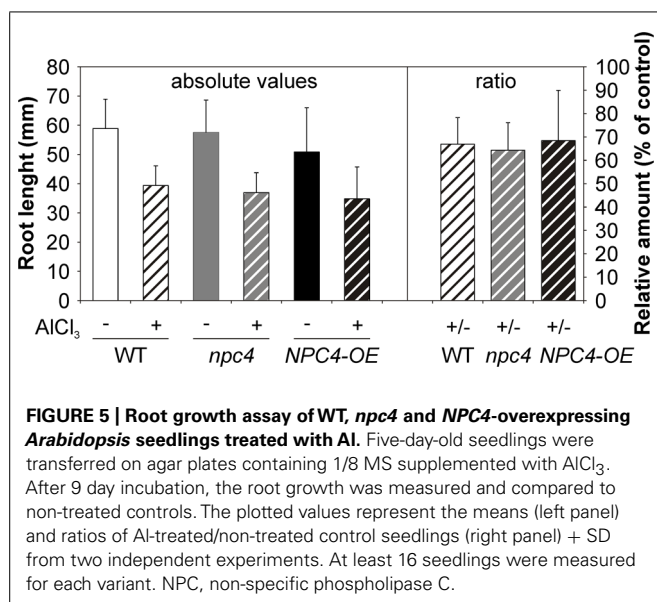 absolute values
ratio
Root lenght (mm)
80
70
60
50
40
30
20
10
0
100
90
80
70
60
50
40
30
20
10
0
Relative amount (% of control)
AlCl3 - + - + - + +/- +/- +/-
WT npc4 NPC4-OE WT npc4 NPC4-OE
FIGURE 5 | Root growth assay of WT, npc4 and NPC4-overexpressing
Arabidopsis seedlings treated with Al. Five-day-old seedlings were
transferred on agar plates containing 1/8 MS supplemented with AlCl3.
After 9 day incubation, the root growth was measured and compared to
non-treated controls. The plotted values represent the means (left panel)
and ratios of Al-treated/non-treated control seedlings (right panel) + SD
from two independent experiments. At least 16 seedlings were measured
for each variant. NPC, non-specific phospholipase C.